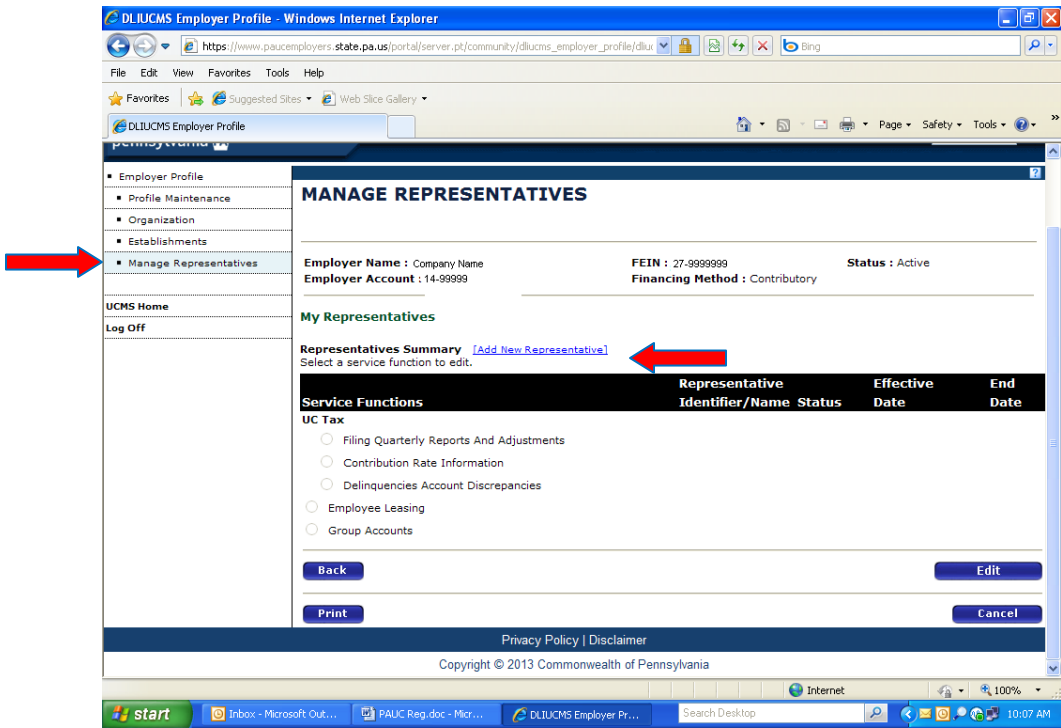 DLIUCMS Employer Profile - Windows Internet Explorer
https://www.paucemployers.state.pa.us/portal/server.pt/community/dliucms_employer_profile/dliuc
Bing
File Edit View Favorites Tools Help
Favorites Suggested Sites Web Slice Gallery
DLIUCMS Employer Profile
Page Safety Tools »
pennsylvania
Employer Profile
Profile Maintenance
Organization
Establishments
Manage Representatives
UCMS Home
Log Off
?
MANAGE REPRESENTATIVES
Employer Name : Company Name FEIN : 27-9999999 Status : Active
Employer Account : 14-99999 Financing Method : Contributory
My Representatives
Representatives Summary [Add New Representative]
Select a service function to edit.
Representative Effective End
Service Functions Identifier/Name Status Date Date
UC Tax
Filing Quarterly Reports And Adjustments
Contribution Rate Information
Delinquencies Account Discrepancies
Employee Leasing
Group Accounts
Back Edit
Print Cancel
Privacy Policy | Disclaimer
Copyright © 2013 Commonwealth of Pennsylvania
Internet 100%
start Inbox - Microsoft Out... PAUC Reg.doc - Micr... DLIUCMS Employer Pr... Search Desktop 10:07 AM